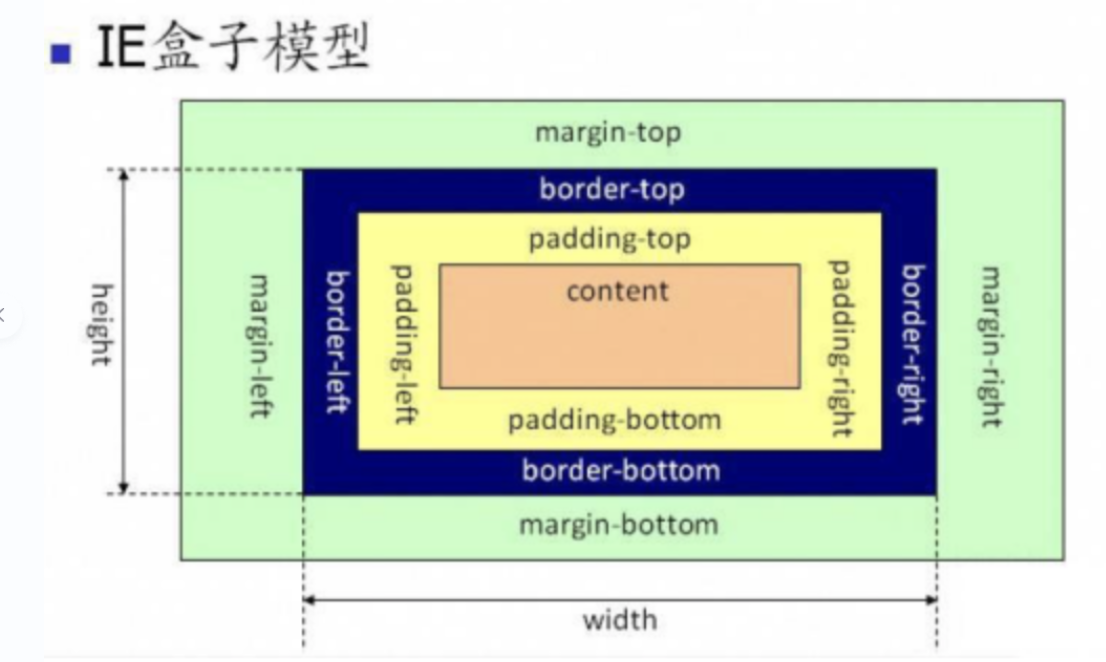 IE盒子模型
margin-top
border-top
padding-top
content
height
margin-left
border-left
padding-left
padding-right
border-right
margin-right
padding-bottom
border-bottom
margin-bottom
width